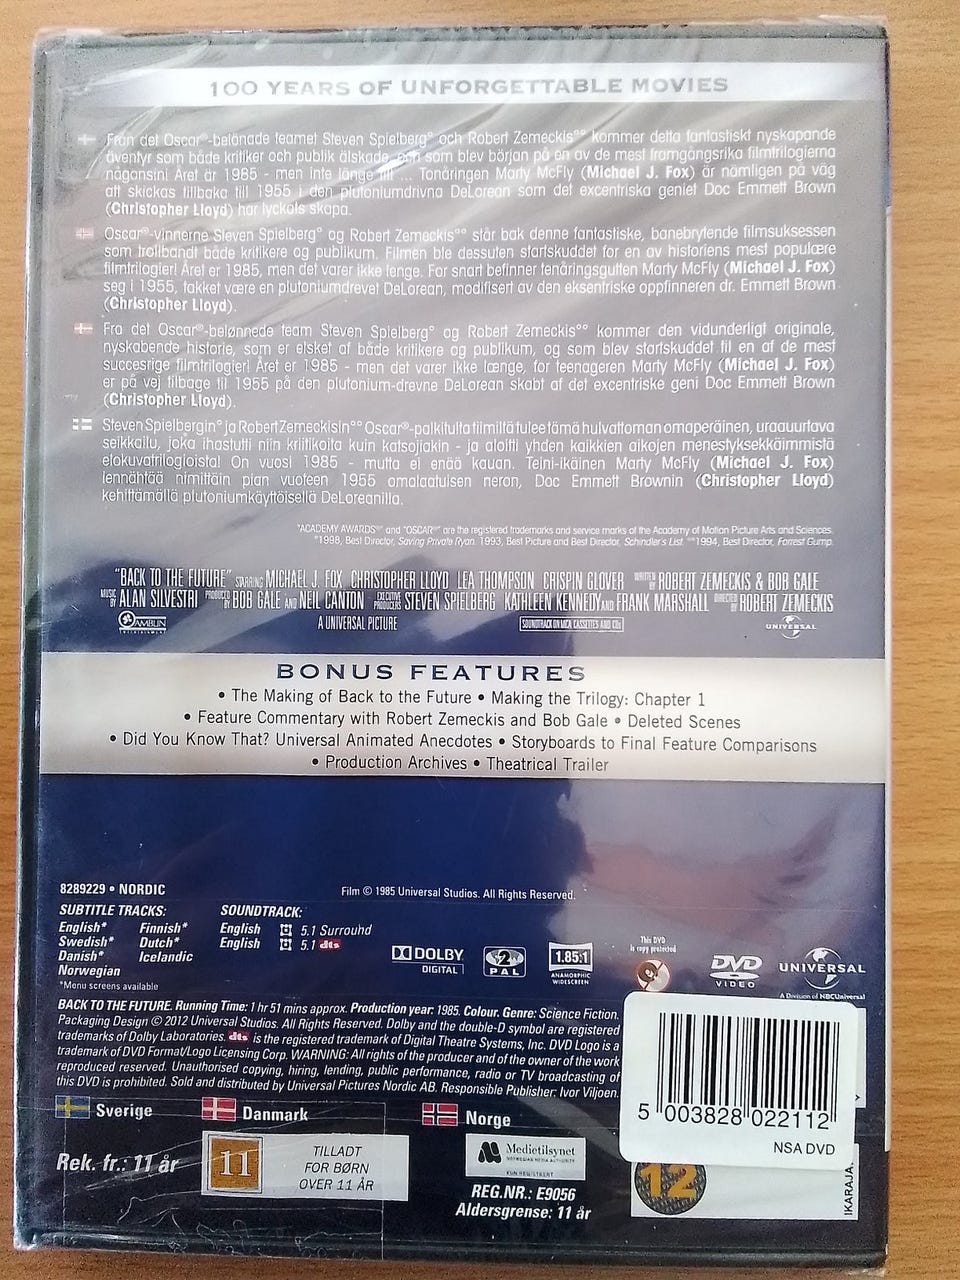 100 YEARS OF UNFORGETTABLE MOVIES
Från det Oscar®-belönade teamet Steven Spielberg° och Robert Zemeckis°° kommer detta fantastiskt nyskapande
äventyr som både kritiker och publik älskade, och som blev början på en av de mest framgångsrika filmtrilogierna
någonsin! Året är 1985 - men inte länge till ... Tonåringen Marty McFly (Michael J. Fox) är nämligen på väg
att skickas tillbaka till 1955 i den plutoniumdrivna DeLorean som det excentriska geniet Doc Emmett Brown
(Christopher Lloyd) har lyckats skapa.
Oscar®-vinnerne Steven Spielberg° og Robert Zemeckis°° står bak denne fantastiske, banebrytende filmsuksessen
som trollbandt både kritikere og publikum. Filmen ble dessuten startskuddet for en av historiens mest populære
filmtrilogier! Året er 1985, men det varer ikke lenge. For snart befinner tenåringsgutten Marty McFly (Michael J. Fox)
seg i 1955, takket være en plutoniumdrevet DeLorean, modifisert av den eksentriske oppfinneren dr. Emmett Brown
(Christopher Lloyd).
Fra det Oscar®-belønnede team Steven Spielberg° og Robert Zemeckis°° kommer den vidunderligt originale,
nyskabende historie, som er elsket af både kritikere og publikum, og som blev startskuddet til en af de mest
succesrige filmtrilogier! Året er 1985 - men det varer ikke længe, for teenageren Marty McFly (Michael J. Fox)
er på vej tilbage til 1955 på den plutonium-drevne DeLorean skabt af det excentriske geni Doc Emmett Brown
(Christopher Lloyd).
Steven Spielbergin° ja Robert Zemeckisin°° Oscar®-palkitulta tiimiltä tulee tämä hulvattoman omaperäinen, uraauurtava
seikkailu, joka ihastutti niin kriitikoita kuin katsojiakin - ja aloitti yhden kaikkien aikojen menestyksekkäimmistä
elokuvatrilogioista! On vuosi 1985 - mutta ei enää kauan. Teini-ikäinen Marty McFly (Michael J. Fox)
lennähtää nimittäin pian vuoteen 1955 omalaatuisen neron, Doc Emmett Brownin (Christopher Lloyd)
kehittämällä plutoniumkäyttöisellä DeLoreanilla.
"ACADEMY AWARDS®" and "OSCAR®" are the registered trademarks and service marks of the Academy of Motion Picture Arts and Sciences.
°1998, Best Director, Saving Private Ryan. 1993, Best Picture and Best Director, Schindler's List. °°1994, Best Director, Forrest Gump.
"BACK TO THE FUTURE" STARRING MICHAEL J. FOX CHRISTOPHER LLOYD LEA THOMPSON CRISPIN GLOVER WRITTEN BY ROBERT ZEMECKIS & BOB GALE
MUSIC BY ALAN SILVESTRI PRODUCED BY BOB GALE AND NEIL CANTON EXECUTIVE PRODUCERS STEVEN SPIELBERG KATHLEEN KENNEDY AND FRANK MARSHALL DIRECTED BY ROBERT ZEMECKIS
AMBLIN ENTERTAINMENT A UNIVERSAL PICTURE SOUNDTRACK ON MCA CASSETTES AND CDs UNIVERSAL
BONUS FEATURES
• The Making of Back to the Future • Making the Trilogy: Chapter 1
• Feature Commentary with Robert Zemeckis and Bob Gale • Deleted Scenes
• Did You Know That? Universal Animated Anecdotes • Storyboards to Final Feature Comparisons
• Production Archives • Theatrical Trailer
8289229 • NORDIC
Film © 1985 Universal Studios. All Rights Reserved.
SUBTITLE TRACKS:
English* Finnish*
Swedish* Dutch*
Danish* Icelandic
Norwegian
*Menu screens available
SOUNDTRACK:
English 5.1 Surround
English 5.1 dts
DOLBY DIGITAL
2 PAL
1.85:1 ANAMORPHIC WIDESCREEN
This DVD is copy protected
DVD VIDEO
UNIVERSAL
A Division of NBCUniversal
BACK TO THE FUTURE. Running Time: 1 hr 51 mins approx. Production year: 1985. Colour. Genre: Science Fiction.
Packaging Design © 2012 Universal Studios. All Rights Reserved. Dolby and the double-D symbol are registered
trademarks of Dolby Laboratories. dts is the registered trademark of Digital Theatre Systems, Inc. DVD Logo is a
trademark of DVD Format/Logo Licensing Corp. WARNING: All rights of the producer and of the owner of the work
reproduced reserved. Unauthorised copying, hiring, lending, public performance, radio or TV broadcasting of
this DVD is prohibited. Sold and distributed by Universal Pictures Nordic AB. Responsible Publisher: Ivor Viljoen.
5 003828 022112
NSA DVD
Sverige
Rek. fr.: 11 år
Danmark
11
TILLADT
FOR BØRN
OVER 11 ÅR
Norge
Medietilsynet
NORWEGIAN MEDIA AUTHORITY
KUN REGISTRERT
REG.NR.: E9056
Aldersgrense: 11 år
12
IKARAJA